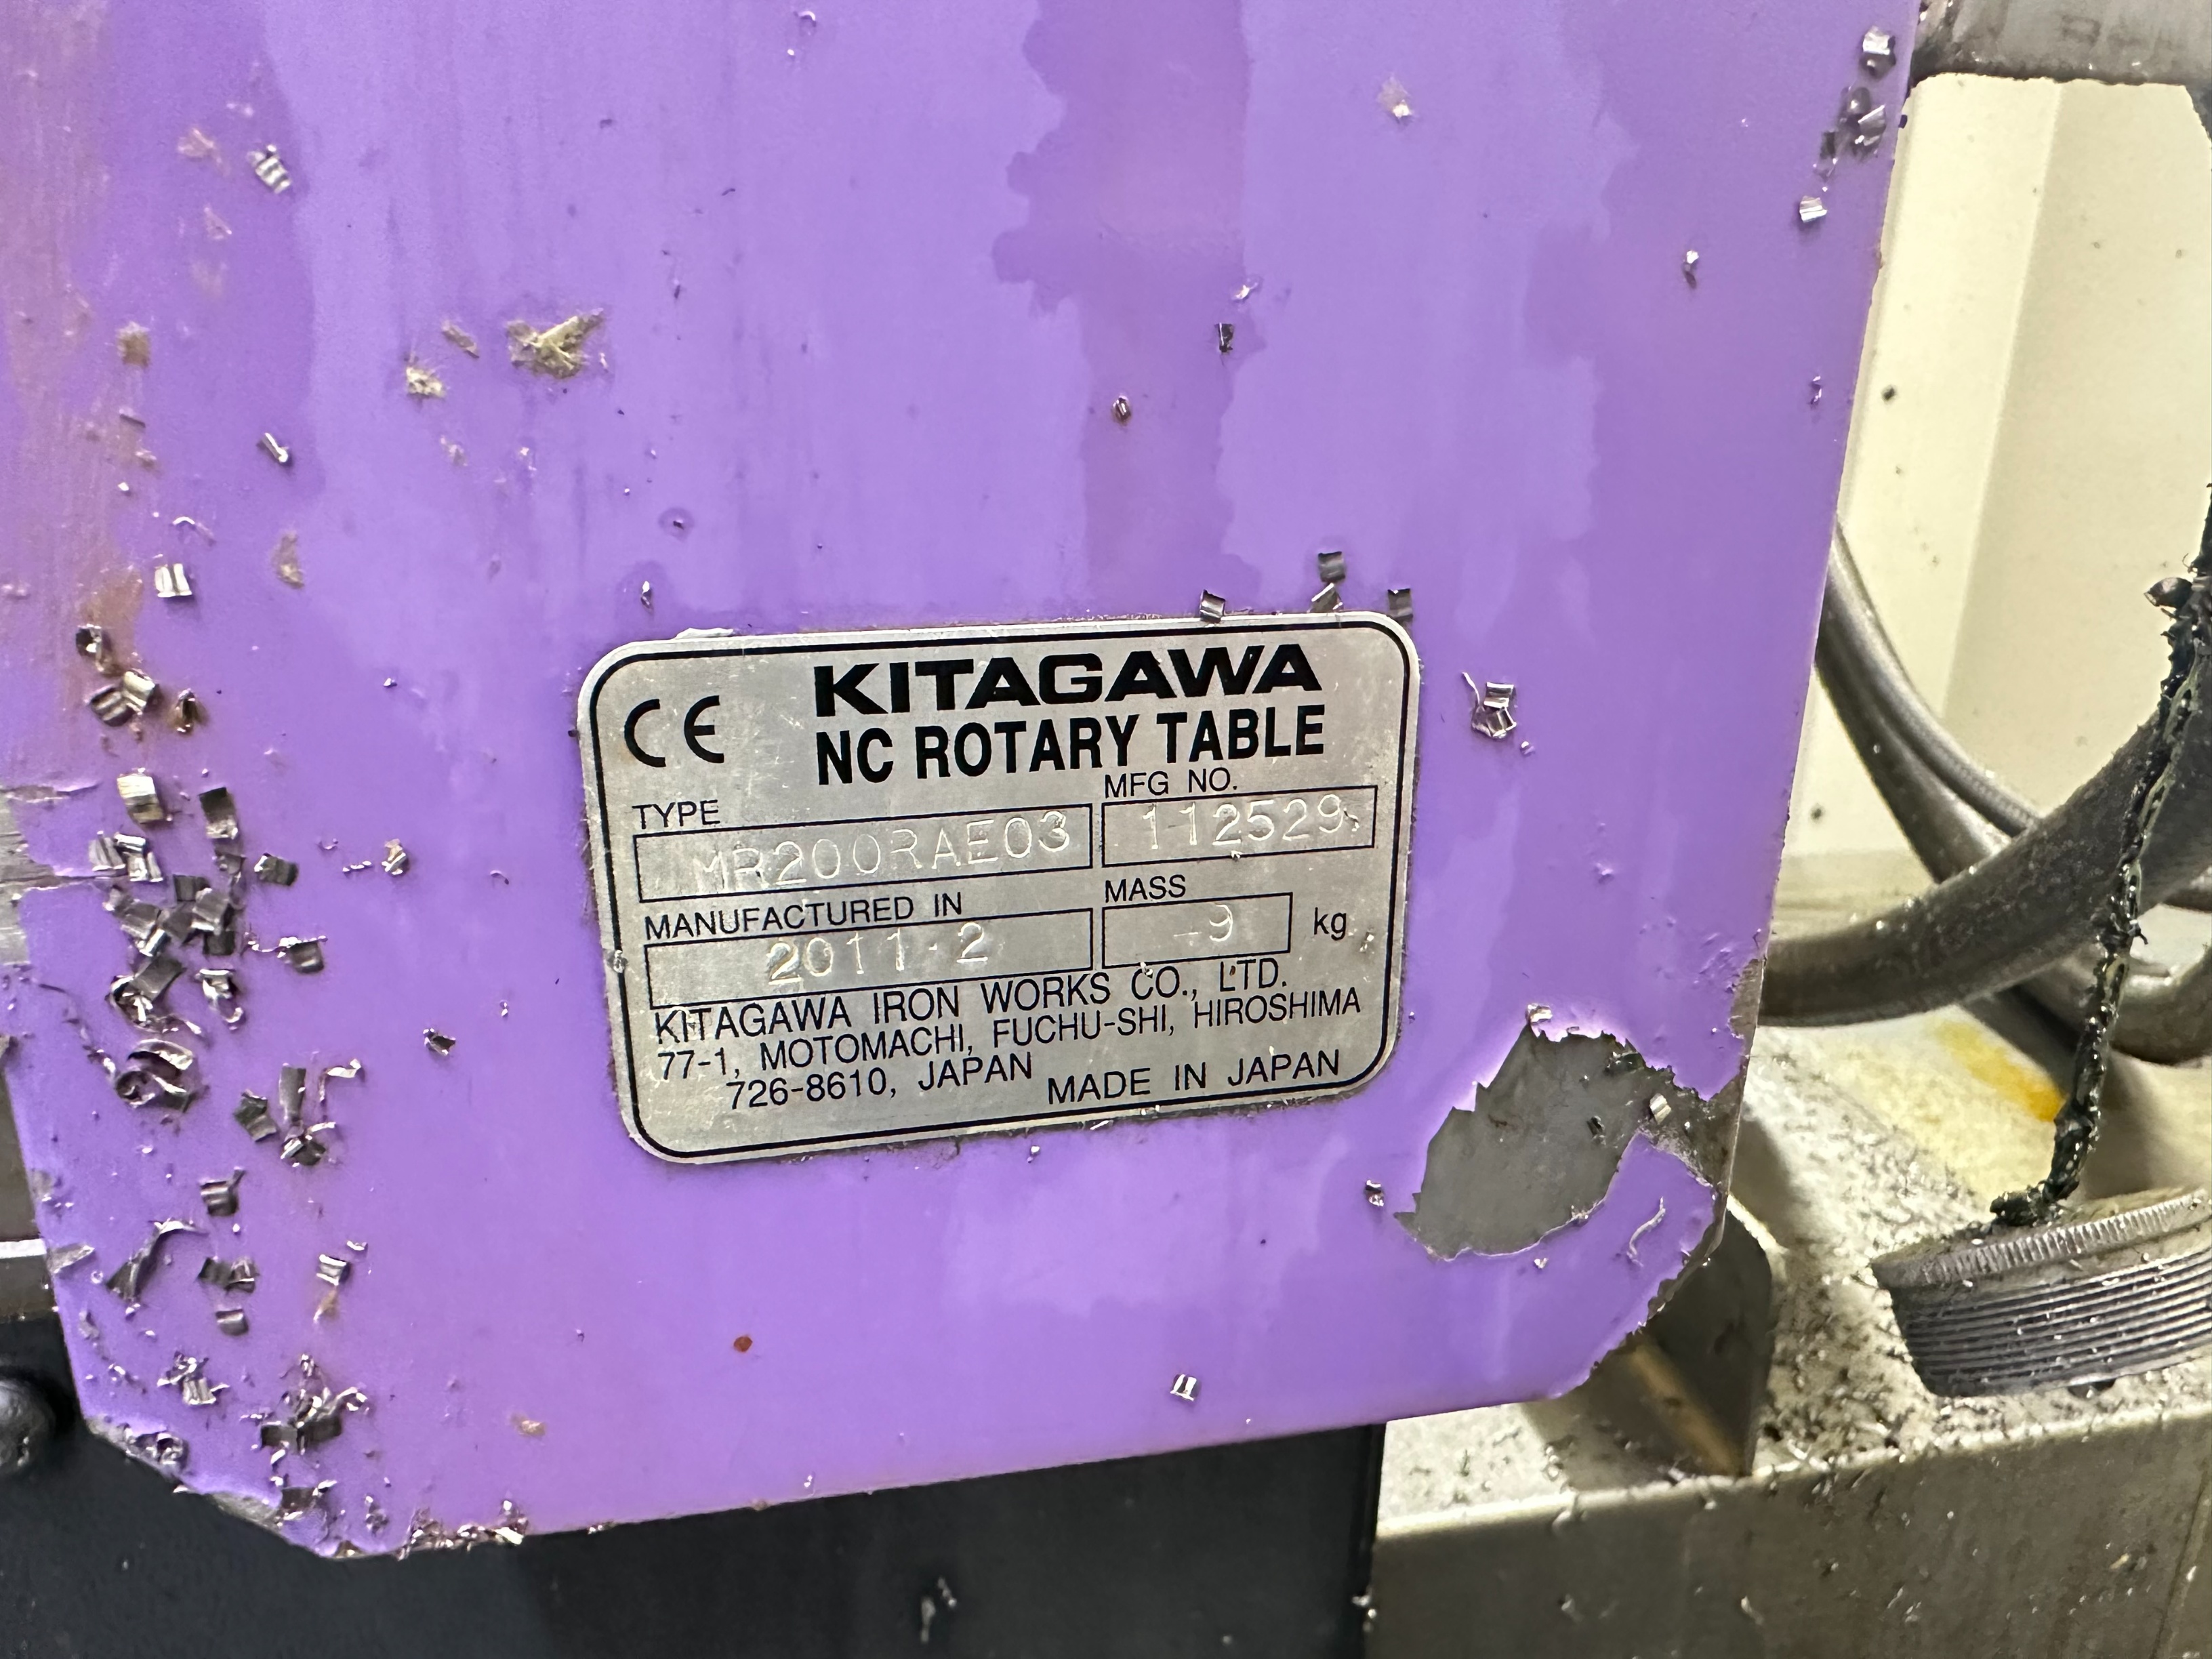 CE
KITAGAWA
NC ROTARY TABLE
TYPE
MFG NO.
MR200RAE03
112529
MANUFACTURED IN
MASS
2011·2
9
kg
KITAGAWA IRON WORKS CO., LTD.
77-1, MOTOMACHI, FUCHU-SHI, HIROSHIMA
726-8610, JAPAN
MADE IN JAPAN